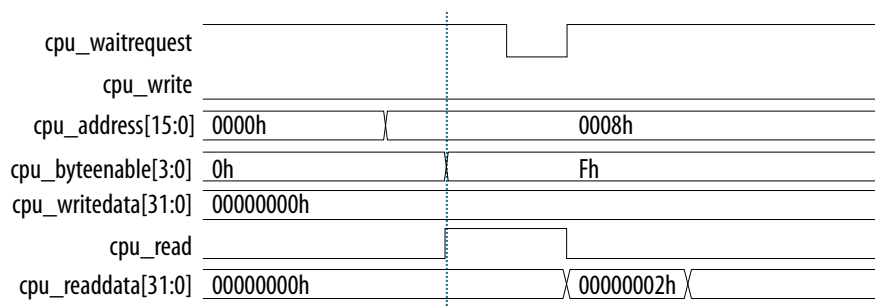 cpu_waitrequest
cpu_write
cpu_address[15:0] 0000h 0008h
cpu_byteenable[3:0] 0h Fh
cpu_writedata[31:0] 00000000h
cpu_read
cpu_readdata[31:0] 00000000h 00000002h